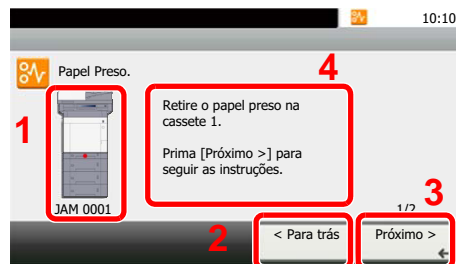 10:10
Papel Preso.
4
1
Retire o papel preso na
cassete 1.
Prima [Próximo >] para
seguir as instruções.
JAM 0001
1/2
3
2
< Para trás
Próximo >